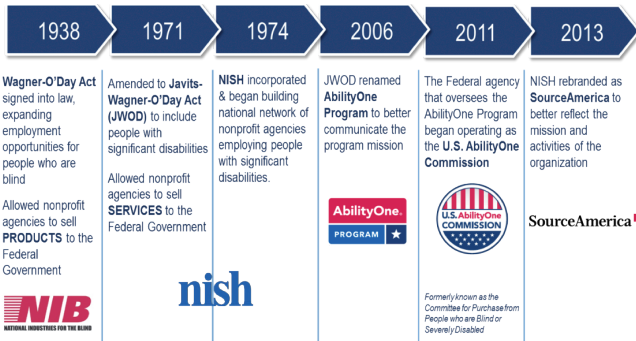 1938
1971
1974
2006
2011
2013
Wagner-O'Day Act
signed into law,
expanding
employment
opportunities for
people who are
blind
Allowed nonprofit
agencies to sell
PRODUCTS to the
Federal
Government
NIB
NATIONAL INDUSTRIES FOR THE BLIND
Amended to Javits-
Wagner-O'Day Act
(JWOD) to include
people with
significant disabilities
Allowed nonprofit
agencies to sell
SERVICES to the
Federal Government
nish
NISH incorporated
& began building
national network of
nonprofit agencies
employing people
with significant
disabilities.
JWOD renamed
AbilityOne
Program to better
communicate the
program mission
AbilityOne.
PROGRAM
The Federal agency
that oversees the
AbilityOne Program
began operating as
the U.S. AbilityOne
Commission
U.S. AbilityOne
COMMISSION
Formerly known as the
Committee for Purchase from
People who are Blind or
Severely Disabled
NISH rebranded as
SourceAmerica to
better reflect the
mission and
activities of the
organization
SourceAmerica